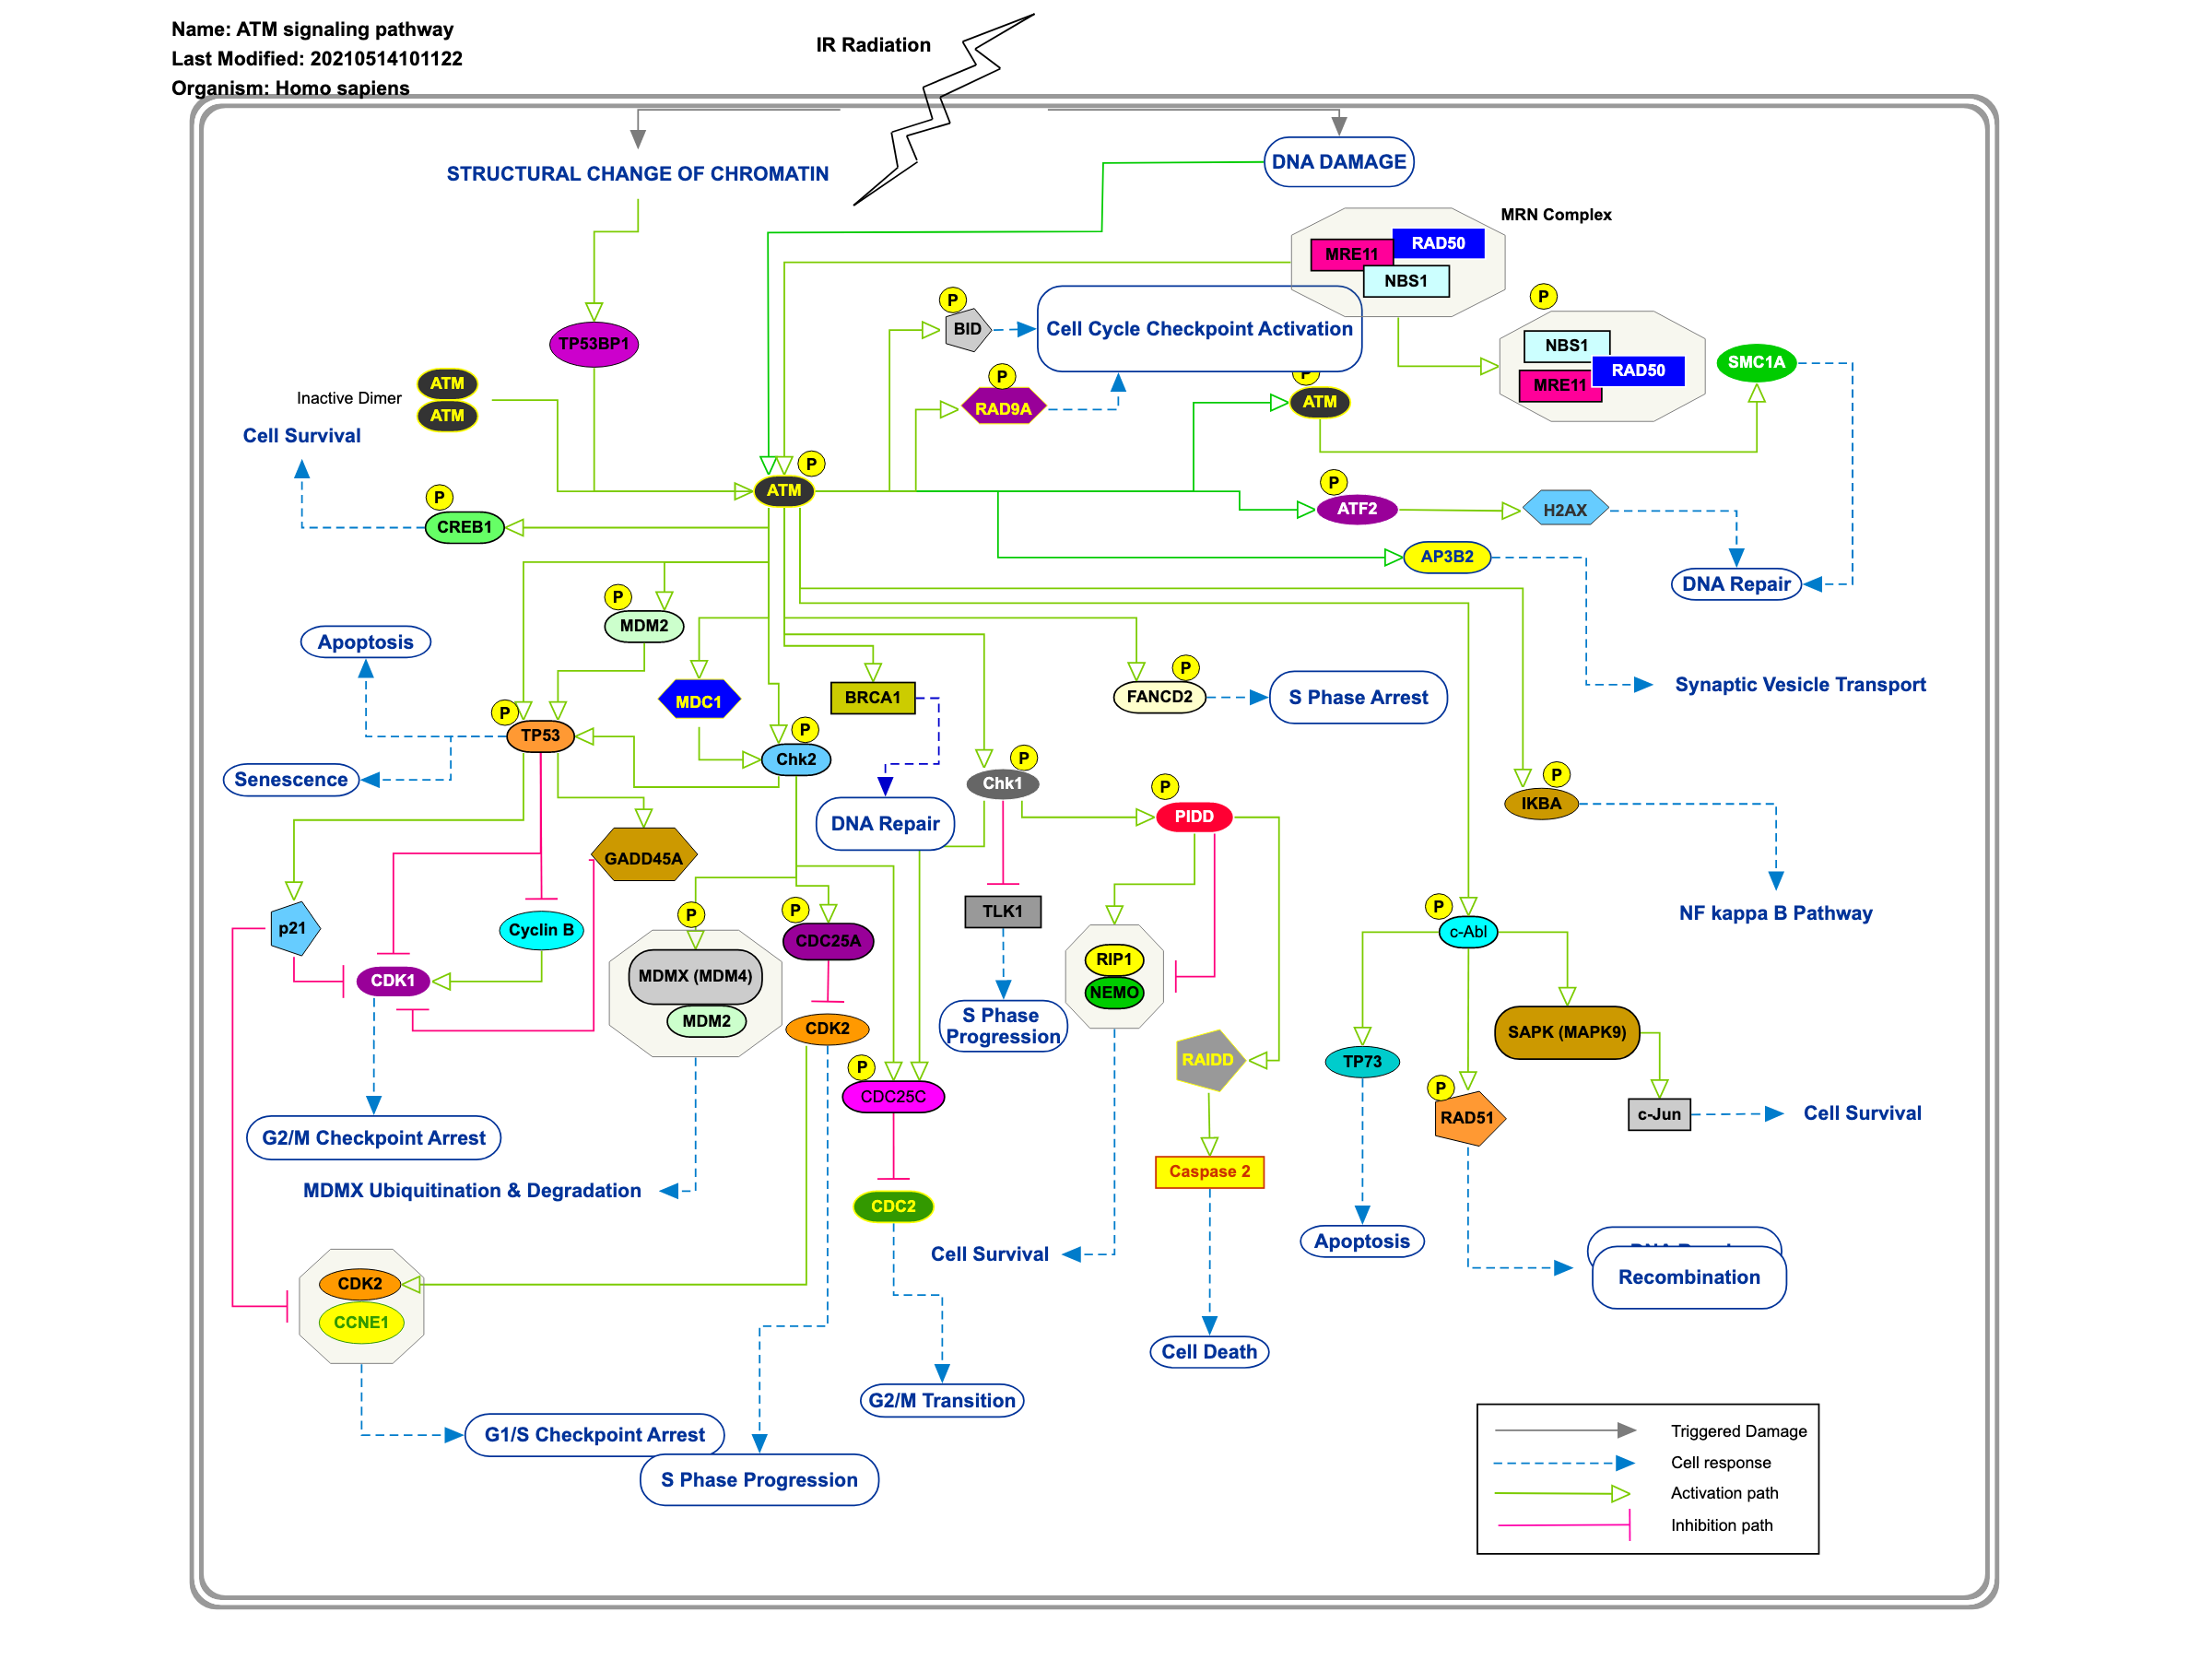 Name: ATM signaling pathway
Last Modified: 20210514101122
Organism: Homo sapiens
IR Radiation
STRUCTURAL CHANGE OF CHROMATIN
DNA DAMAGE
MRN Complex
MRE11
RAD50
NBS1
P
BID
Cell Cycle Checkpoint Activation
P
NBS1
RAD50
MRE11
SMC1A
TP53BP1
Inactive Dimer
ATM
ATM
P
RAD9A
P
ATM
Cell Survival
P
ATM
P
CREB1
P
ATF2
H2AX
AP3B2
DNA Repair
P
MDM2
Apoptosis
MDC1
BRCA1
P
FANCD2
S Phase Arrest
Synaptic Vesicle Transport
P
TP53
P
Chk2
Senescence
P
Chk1
P
PIDD
P
IKBA
DNA Repair
GADD45A
NF kappa B Pathway
p21
Cyclin B
P
P
CDC25A
TLK1
P
c-Abl
CDK1
MDMX (MDM4)
MDM2
RIP1
NEMO
CDK2
S Phase
Progression
SAPK (MAPK9)
RAIDD
TP73
P
CDC25C
P
RAD51
c-Jun
Cell Survival
G2/M Checkpoint Arrest
MDMX Ubiquitination & Degradation
Caspase 2
CDC2
Cell Survival
Apoptosis
Recombination
CDK2
CCNE1
Cell Death
G2/M Transition
G1/S Checkpoint Arrest
S Phase Progression
Triggered Damage
Cell response
Activation path
Inhibition path